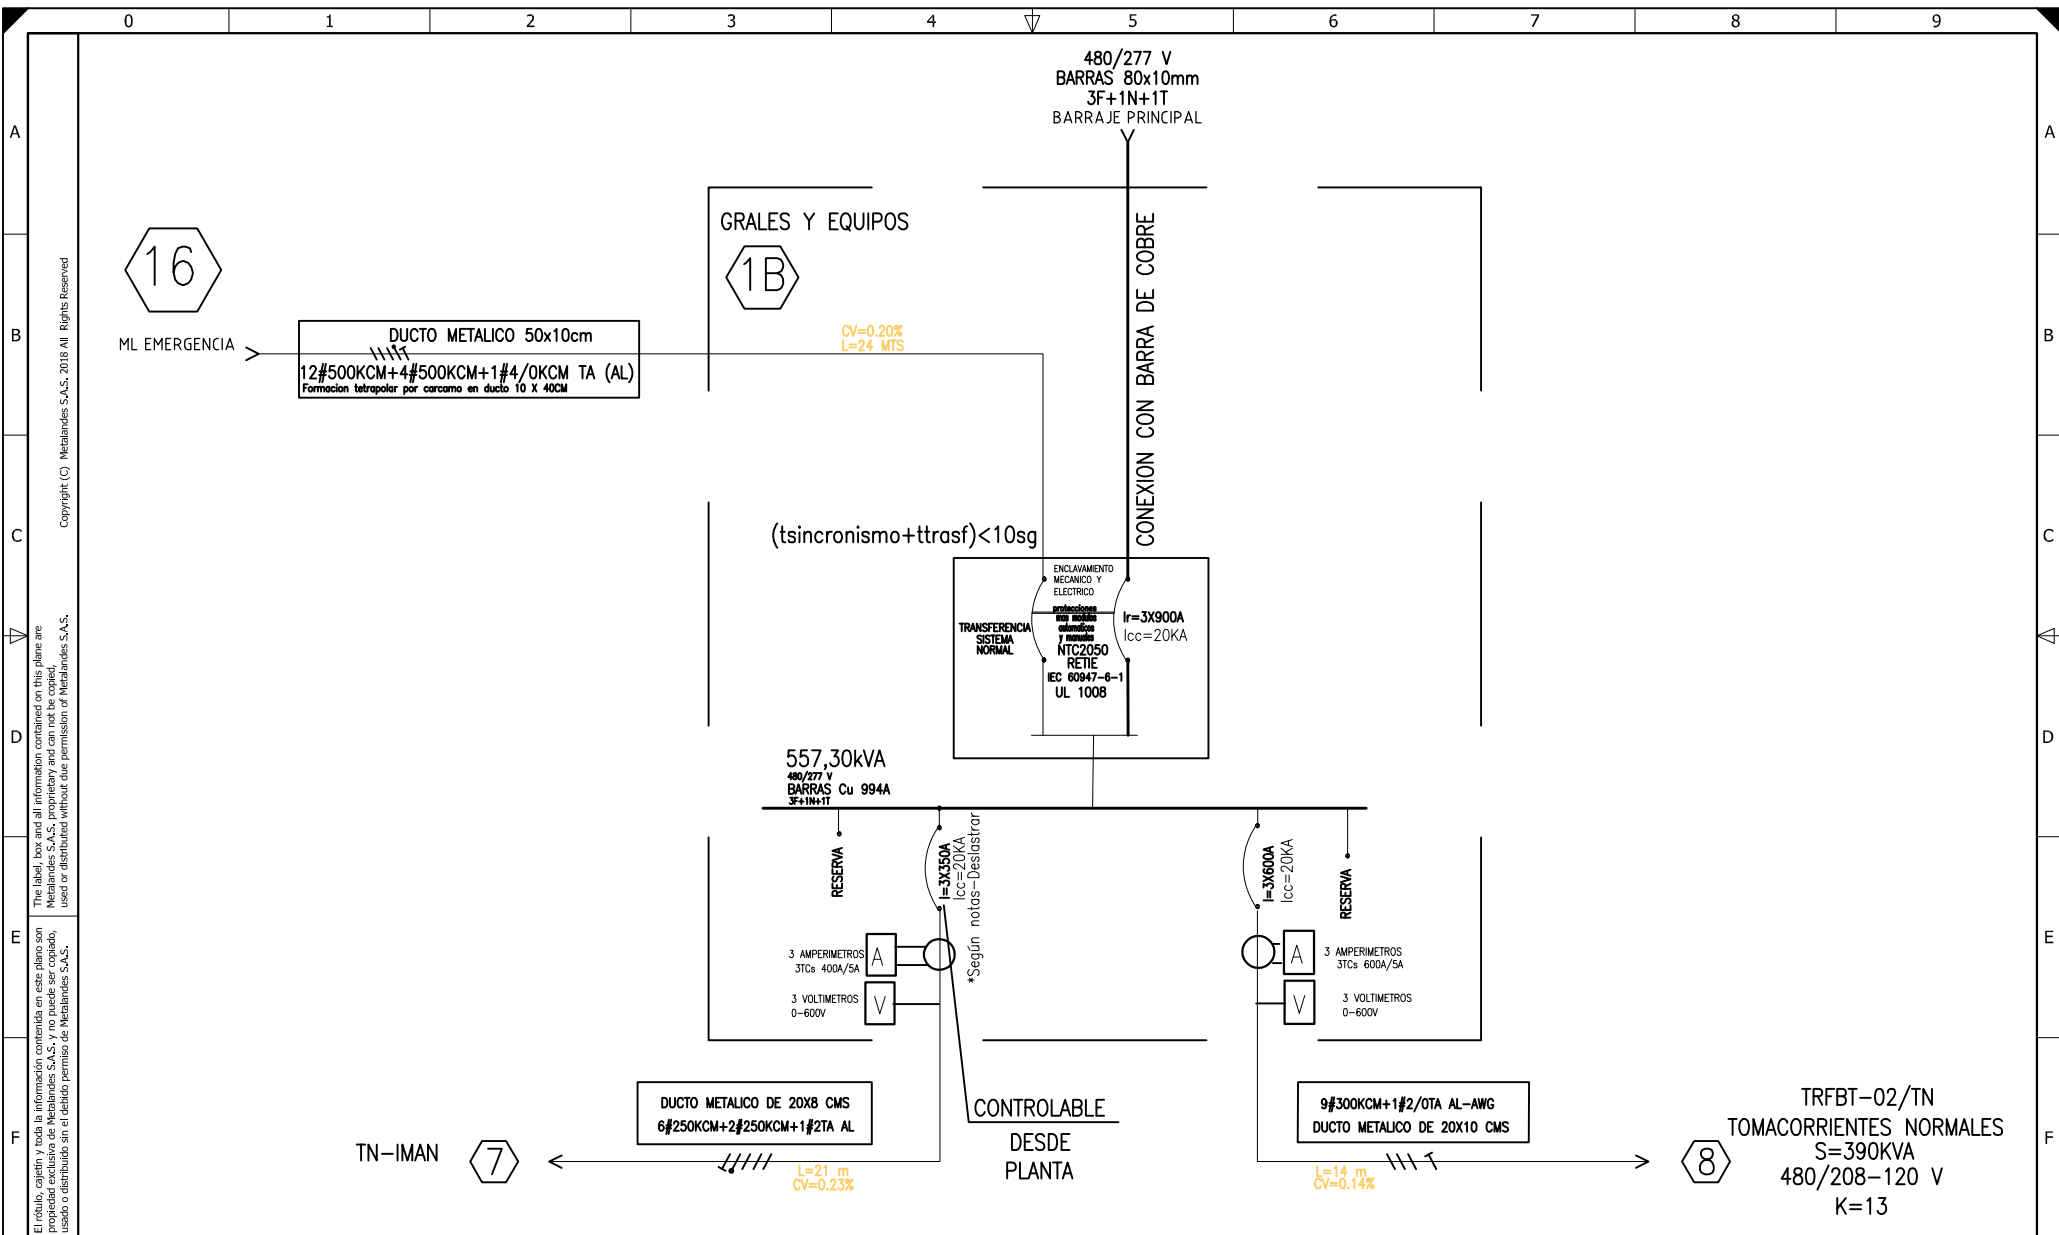 0 1 2 3 4 5 6 7 8 9
480/277 V
BARRAS 80x10mm
3F+1N+1T
BARRAJE PRINCIPAL
A
A
GRALES Y EQUIPOS
1B
16
ML EMERGENCIA
DUCTO METALICO 50x10cm
12#500KCM+4#500KCM+1#4/0KCM TA (AL)
Formacion tetrapolar por carcamo en ducto 10 X 40CM
CV=0.20%
L=24 MTS
CONEXION CON BARRA DE COBRE
B
B
C
C
(tsincronismo+ttrasf)<10sg
ENCLAVAMIENTO
MECANICO Y
ELECTRICO
protecciones
mas modulos
automaticos
y manuales
NTC2050
RETIE
IEC 60947-6-1
UL 1008
TRANSFERENCIA
SISTEMA
NORMAL
Ir=3X900A
Icc=20KA
D
D
557,30kVA
480/277 V
BARRAS Cu 994A
3F+1N+1T
RESERVA
I=3X350A
Icc=20KA
*Según notas-Deslastrar
I=3X600A
Icc=20KA
RESERVA
E
E
3 AMPERIMETROS
3TCs 400A/5A
A
3 VOLTIMETROS
0-600V
V
A
3 AMPERIMETROS
3TCs 600A/5A
V
3 VOLTIMETROS
0-600V
F
F
DUCTO METALICO DE 20X8 CMS
6#250KCM+2#250KCM+1#2TA AL
CONTROLABLE
DESDE
PLANTA
9#300KCM+1#2/0TA AL-AWG
DUCTO METALICO DE 20X10 CMS
TN-IMAN
7
L=21 m
CV=0.23%
L=14 m
CV=0.14%
8
TRFBT-02/TN
TOMACORRIENTES NORMALES
S=390KVA
480/208-120 V
K=13
Copyright (C) Metalandes S.A.S. 2018 All Rights Reserved
The label, box and all information contained on this plane are
Metalandes S.A.S. proprietary and can not be copied,
used or distributed without due permission of Metalandes S.A.S.
El rótulo, cajetín y toda la información contenida en este plano son
propiedad exclusiva de Metalandes S.A.S. y no puede ser copiado,
usado o distribuido sin el debido permiso de Metalandes S.A.S.